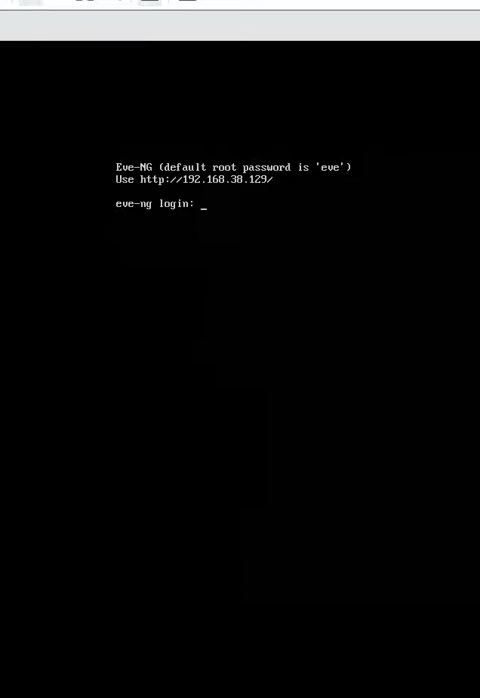 Eve-NG (default root password is 'eve')
Use http://192.168.38.129/
eve-ng login: _